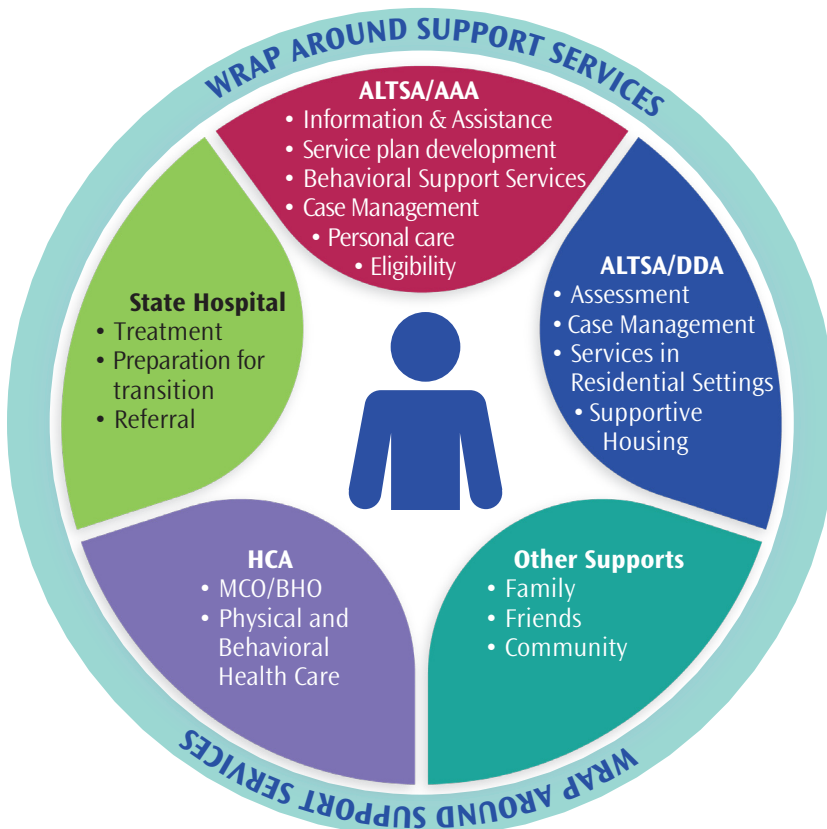 WRAP AROUND SUPPORT SERVICES
ALTSA/AAA
• Information & Assistance
• Service plan development
• Behavioral Support Services
• Case Management
• Personal care
• Eligibility
ALTSA/DDA
• Assessment
• Case Management
• Services in
Residential Settings
• Supportive
Housing
State Hospital
• Treatment
• Preparation for
transition
• Referral
HCA
• MCO/BHO
• Physical and
Behavioral
Health Care
Other Supports
• Family
• Friends
• Community
WRAP AROUND SUPPORT SERVICES